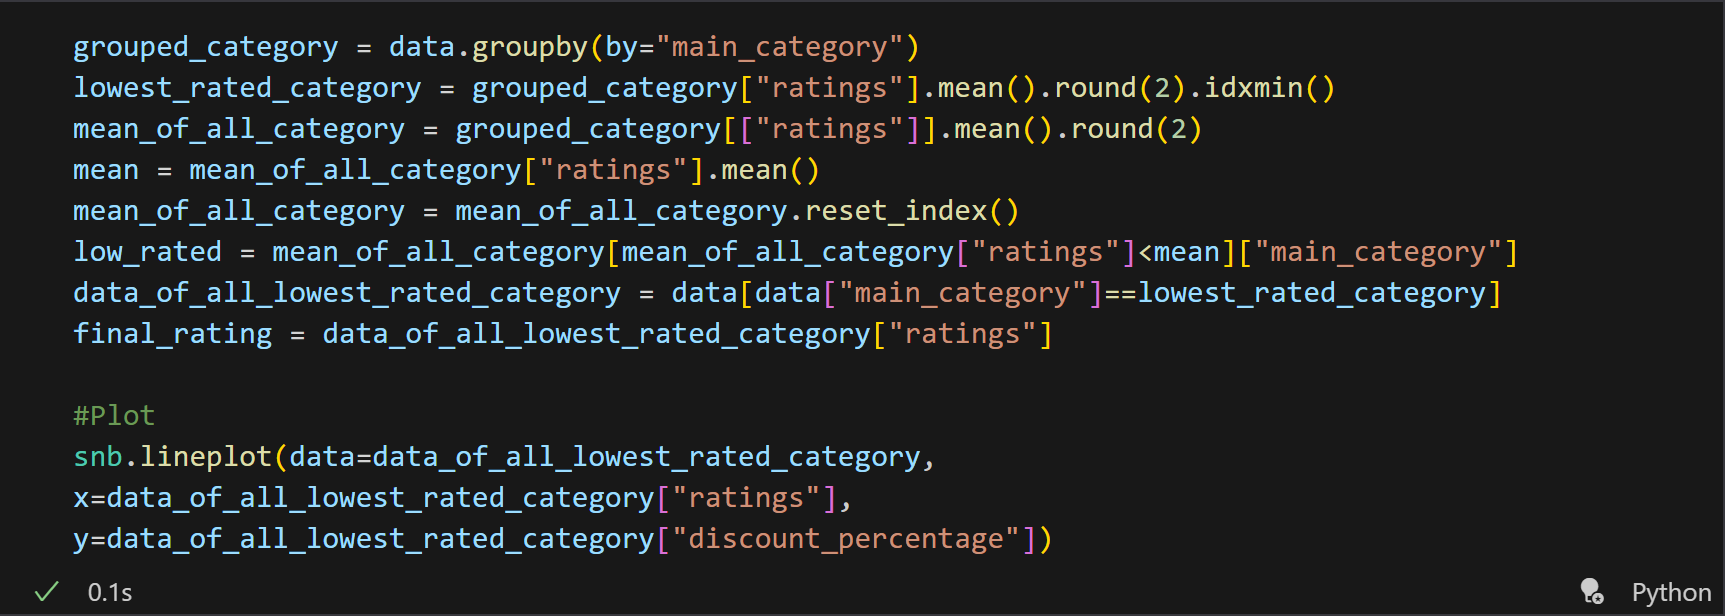 grouped_category = data.groupby(by="main_category")
lowest_rated_category = grouped_category["ratings"].mean().round(2).idxmin()
mean_of_all_category = grouped_category[["ratings"]].mean().round(2)
mean = mean_of_all_category["ratings"].mean()
mean_of_all_category = mean_of_all_category.reset_index()
low_rated = mean_of_all_category[mean_of_all_category["ratings"]<mean]["main_category"]
data_of_all_lowest_rated_category = data[data["main_category"]==lowest_rated_category]
final_rating = data_of_all_lowest_rated_category["ratings"]
#Plot
snb.lineplot(data=data_of_all_lowest_rated_category,
x=data_of_all_lowest_rated_category["ratings"],
y=data_of_all_lowest_rated_category["discount_percentage"])
0.1s Python